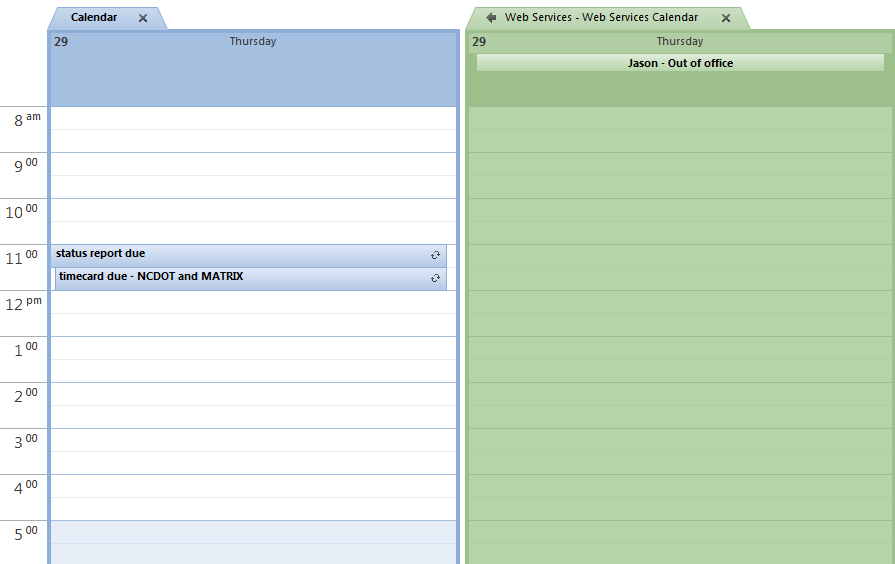 Calendar
Web Services - Web Services Calendar
29 Thursday
29 Thursday
Jason - Out of office
8 am
9 00
10 00
11 00
status report due
timecard due - NCDOT and MATRIX
12 pm
1 00
2 00
3 00
4 00
5 00